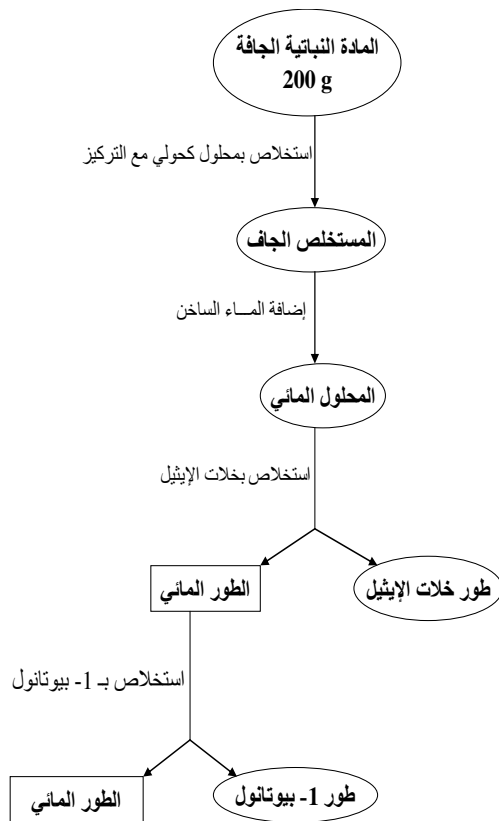 المادة النباتية الجافة
200 g
استخلاص بمحلول كحولي مع التركيز
المستخلص الجاف
إضافة المـــاء الساخن
المحلول المائي
استخلاص بخلات الإيثيل
طور خلات الإيثيل
الطور المائي
استخلاص بـ 1- بيوتانول
طور 1- بيوتانول
الطور المائي